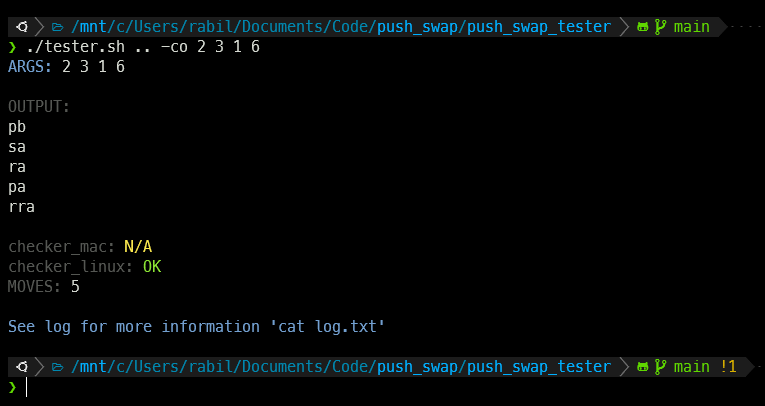 /mnt/c/Users/rabil/Documents/Code/push_swap/push_swap_tester main
❯ ./tester.sh .. -co 2 3 1 6
ARGS: 2 3 1 6
OUTPUT:
pb
sa
ra
pa
rra
checker_mac: N/A
checker_linux: OK
MOVES: 5
See log for more information 'cat log.txt'
/mnt/c/Users/rabil/Documents/Code/push_swap/push_swap_tester main !1
❯